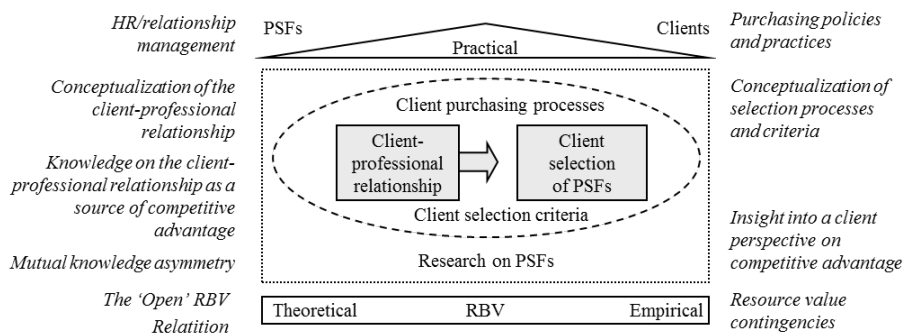 HR/relationship
management
PSFs
Clients
Practical
Purchasing policies
and practices
Conceptualization of the
client-professional
relationship
Conceptualization of
selection processes
and criteria
Client purchasing processes
Client-
professional
relationship
Client
selection
of PSFs
Knowledge on the client-
professional relationship as a
source of competitive
advantage
Client selection criteria
Insight into a client
perspective on
competitive advantage
Mutual knowledge asymmetry
Research on PSFs
The ‘Open’ RBV
Relatition
Theoretical RBV Empirical
Resource value
contingencies